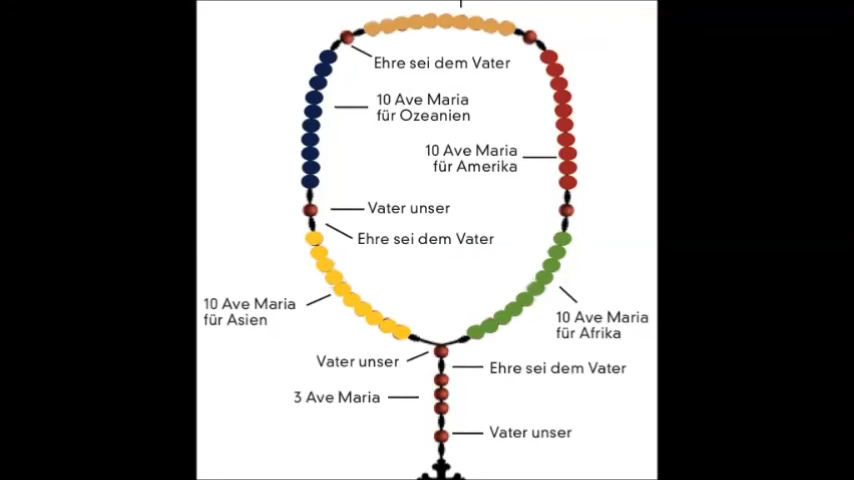 Ehre sei dem Vater
10 Ave Maria
für Ozeanien
10 Ave Maria
für Amerika
Vater unser
Ehre sei dem Vater
10 Ave Maria
für Asien
10 Ave Maria
für Afrika
Vater unser
Ehre sei dem Vater
3 Ave Maria
Vater unser